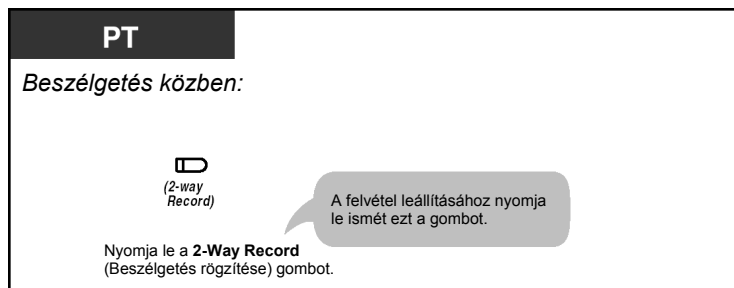 PT
Beszélgetés közben:
(2-way
Record)
A felvétel leállításához nyomja
le ismét ezt a gombot.
Nyomja le a 2-Way Record
(Beszélgetés rögzítése) gombot.